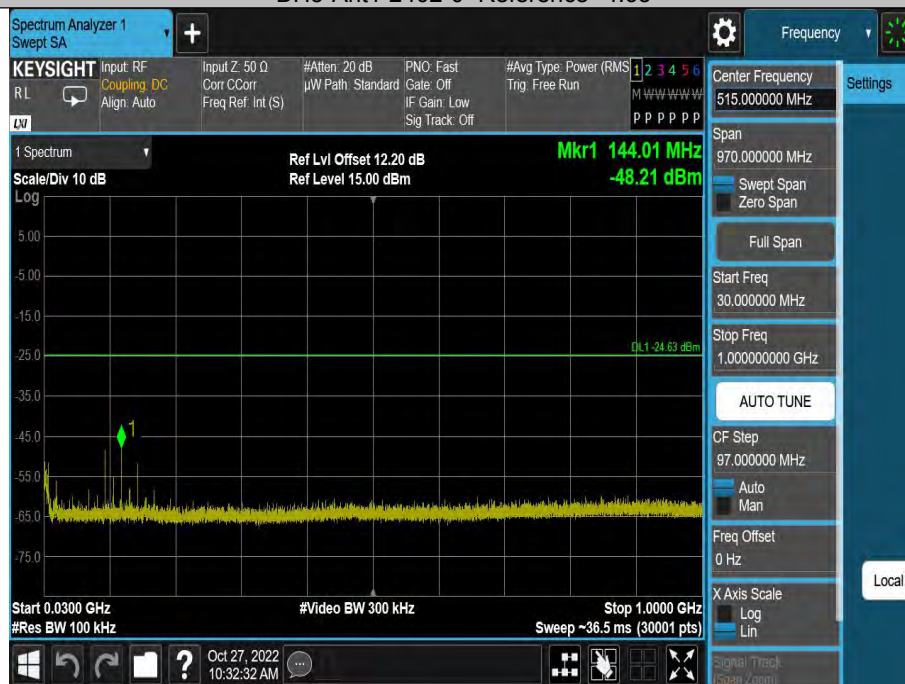 Spectrum Analyzer 1
Swept SA
+
Frequency
KEYSIGHT
RL
LXI
Input: RF
Coupling: DC
Align: Auto
Input Z: 50 Ω
Corr CCorr
Freq Ref: Int (S)
#Atten: 20 dB
µW Path: Standard
PNO: Fast
Gate: Off
IF Gain: Low
Sig Track: Off
#Avg Type: Power (RMS
Trig: Free Run
1 2 3 4 5 6
M W W W W W
P P P P P P
Center Frequency
515.000000 MHz
Settings
1 Spectrum
Scale/Div 10 dB
Log
Ref Lvl Offset 12.20 dB
Ref Level 15.00 dBm
Mkr1 144.01 MHz
-48.21 dBm
Span
970.000000 MHz
Swept Span
Zero Span
Full Span
Start Freq
30.000000 MHz
Stop Freq
1.000000000 GHz
AUTO TUNE
CF Step
97.000000 MHz
Auto
Man
Freq Offset
0 Hz
X Axis Scale
Log
Lin
Signal Track
(Span Zoom)
Local
5.00
-5.00
-15.0
-25.0
-35.0
-45.0
-55.0
-65.0
-75.0
DL1 -24.63 dBm
1
Start 0.0300 GHz
#Res BW 100 kHz
#Video BW 300 kHz
Stop 1.0000 GHz
Sweep ~36.5 ms (30001 pts)
?
Oct 27, 2022
10:32:32 AM